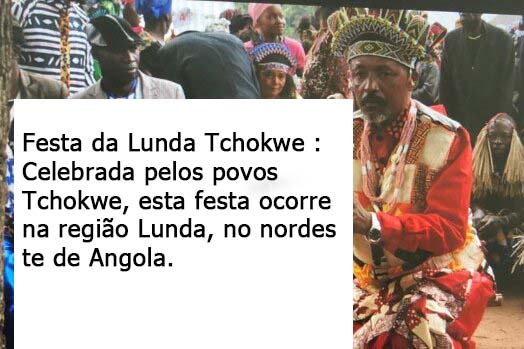 Festa da Lunda Tchokwe :
Celebrada pelos povos
Tchokwe, esta festa ocorre
na região Lunda, no nordes
te de Angola.